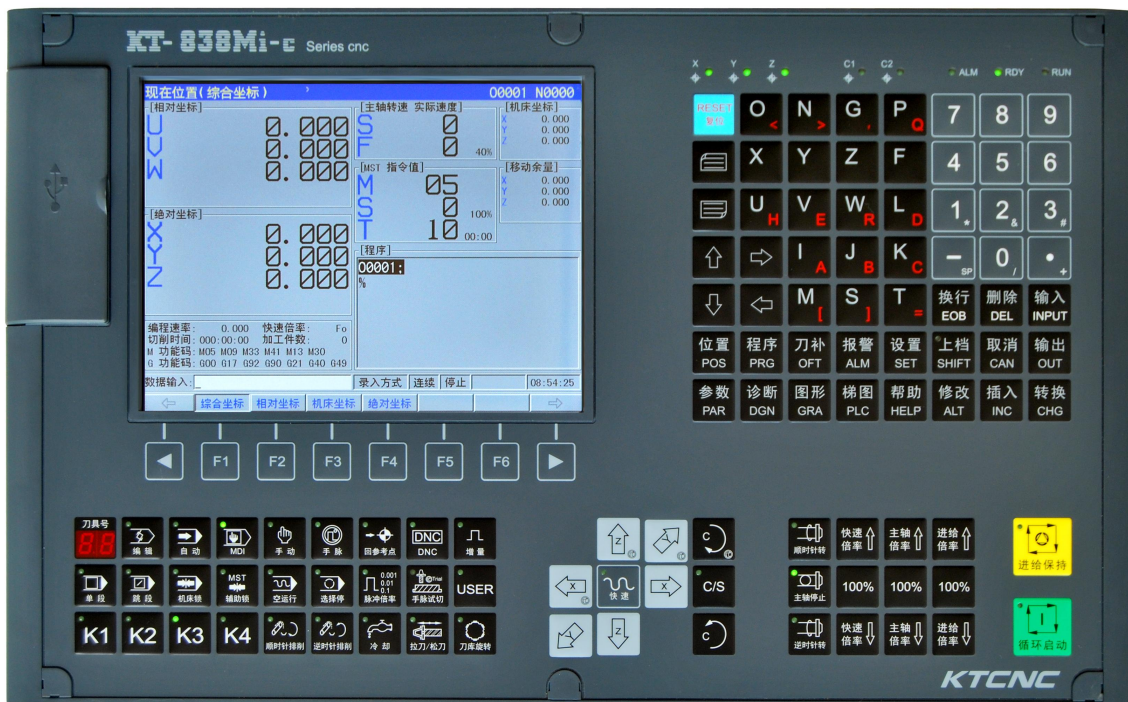 KT-838Mi-c Series cnc
现在位置(综合坐标) O0001 N0000
[相对坐标]
U 0.000
V 0.000
W 0.000
[绝对坐标]
X 0.000
Y 0.000
Z 0.000
编程速率: 0.000 快速倍率: Fo
切削时间: 000:00:00 加工件数: 0
M 功能码: M05 M09 M33 M41 M13 M30
G 功能码: G00 G17 G92 G90 G21 G40 G49
[主轴转速 实际速度]
S 0
F 0 40%
[MST 指令值]
M 05
S 0 100%
T 10 00:00
[机床坐标]
X 0.000
Y 0.000
Z 0.000
[移动余量]
X 0.000
Y 0.000
Z 0.000
[程序]
O0001;
%
数据输入:_ 录入方式 连续 停止 08:54:25
综合坐标 相对坐标 机床坐标 绝对坐标
F1 F2 F3 F4 F5 F6
X Y Z C1 C2 ALM RDY RUN
RESET 复位 O < N > G , P Q 7 8 9
X Y Z F 4 5 6
U H V E W R L D 1 * 2 & 3 #
I A J B K C - SP 0 / . +
M [ S ] T = 换行 EOB 删除 DEL 输入 INPUT
位置 POS 程序 PRG 刀补 OFT 报警 ALM 设置 SET 上档 SHIFT 取消 CAN 输出 OUT
参数 PAR 诊断 DGN 图形 GRA 梯图 PLC 帮助 HELP 修改 ALT 插入 INC 转换 CHG
刀具号 88 编辑 自动 MDI 手动 手脉 回参考点 DNC DNC 增量
单段 跳段 机床锁 MST 辅助锁 空运行 选择停 0.001 0.01 0.1 脉冲倍率 Trial 手脉试切 USER
K1 K2 K3 K4 顺时针排削 逆时针排削 冷却 拉刀/松刀 刀库旋转
Z C
X 快速 X
Z
C C
C/S
C
顺时针转 快速倍率 主轴倍率 进给倍率
主轴停止 100% 100% 100%
逆时针转 快速倍率 主轴倍率 进给倍率
进给保持
循环启动
KTCNC